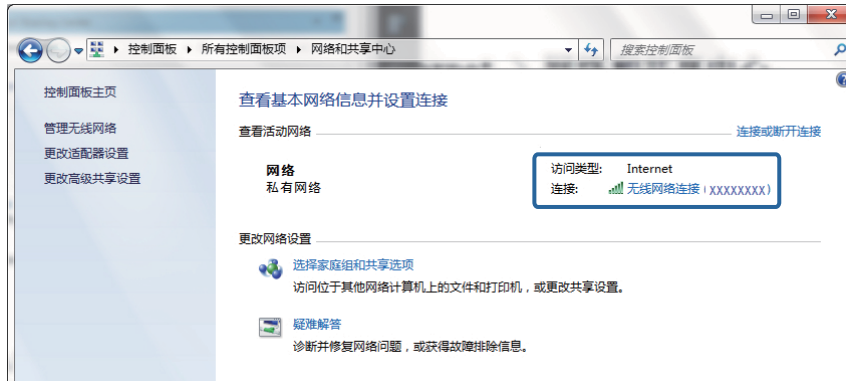 控制面板 ▸ 所有控制面板项 ▸ 网络和共享中心
搜索控制面板
控制面板主页
管理无线网络
更改适配器设置
更改高级共享设置
查看基本网络信息并设置连接
查看活动网络
连接或断开连接
网络
私有网络
访问类型: Internet
连接: 无线网络连接 (XXXXXXXX)
更改网络设置
选择家庭组和共享选项
访问位于其他网络计算机上的文件和打印机，或更改共享设置。
疑难解答
诊断并修复网络问题，或获得故障排除信息。